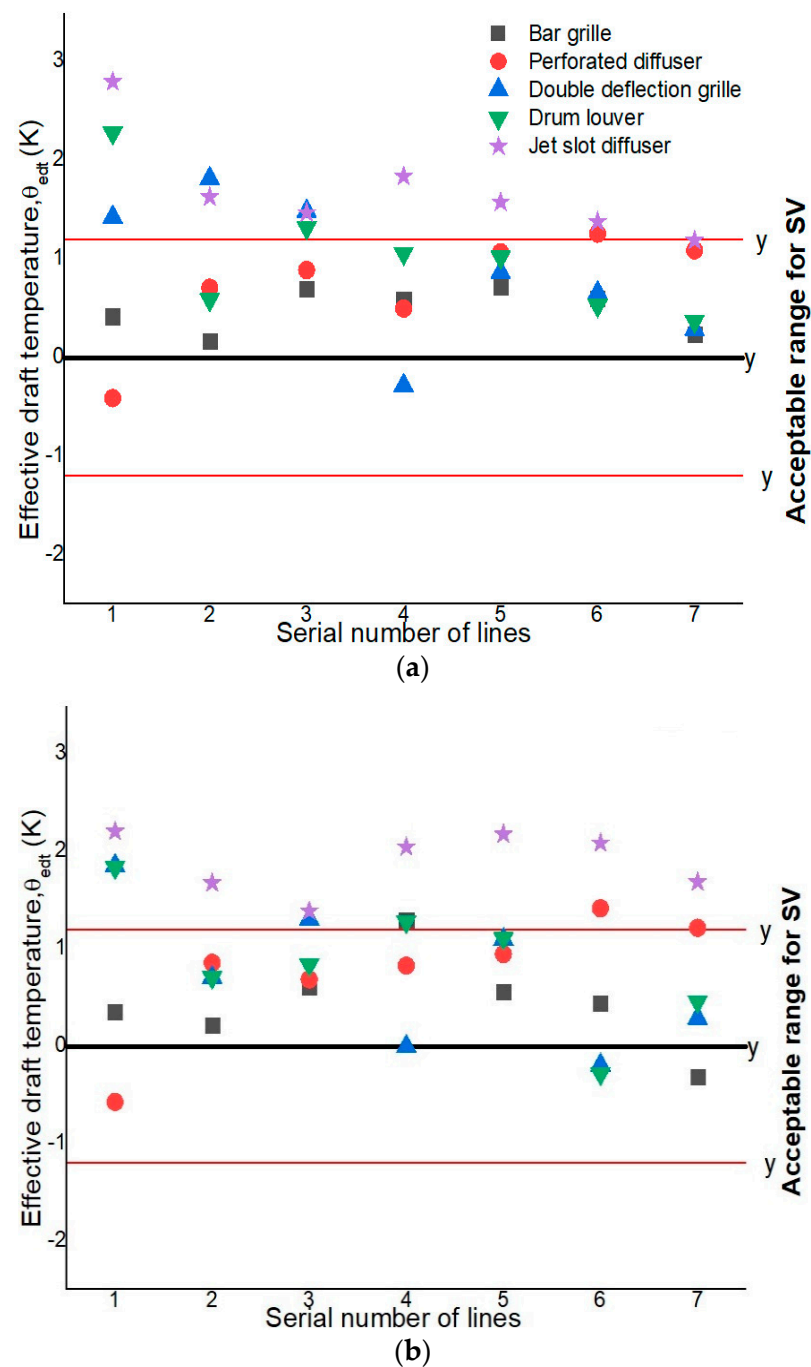 Bar grille
Perforated diffuser
Double deflection grille
Drum louver
Jet slot diffuser
Effective draft temperature,θedt (K)
3
2
1
0
-1
-2
y
y
y
Acceptable range for SV
1 2 3 4 5 6 7
Serial number of lines
(a)
Effective draft temperature,θedt (K)
3
2
1
0
-1
-2
y
y
y
Acceptable range for SV
1 2 3 4 5 6 7
Serial number of lines
(b)